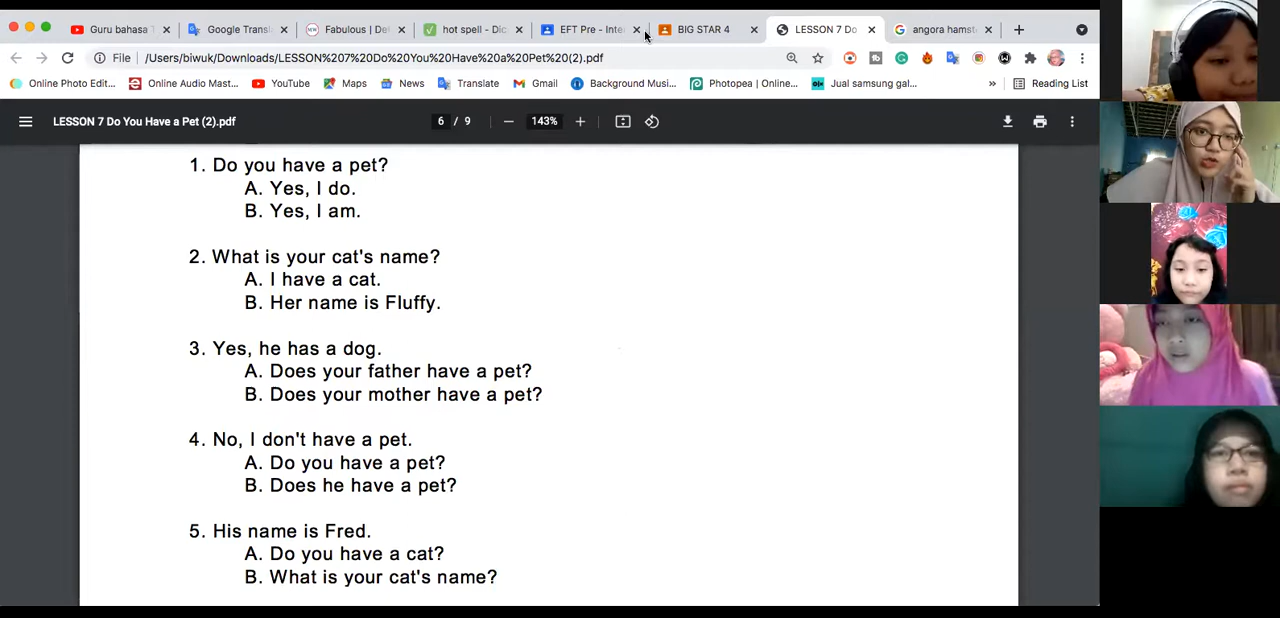 Guru bahasa
Google Transl
Fabulous | De
hot spell - Dic
EFT Pre - Inte
BIG STAR 4
LESSON 7 Do
angora hamst
File
/Users/biwuk/Downloads/LESSON%207%20Do%20You%20Have%20a%20Pet%20(2).pdf
Online Photo Edit...
Online Audio Mast...
YouTube
Maps
News
Translate
Gmail
Background Musi...
Photopea | Online...
Jual samsung gal...
»
Reading List
LESSON 7 Do You Have a Pet (2).pdf
6 / 9
143%
1. Do you have a pet?
A. Yes, I do.
B. Yes, I am.
2. What is your cat's name?
A. I have a cat.
B. Her name is Fluffy.
3. Yes, he has a dog.
A. Does your father have a pet?
B. Does your mother have a pet?
4. No, I don't have a pet.
A. Do you have a pet?
B. Does he have a pet?
5. His name is Fred.
A. Do you have a cat?
B. What is your cat's name?